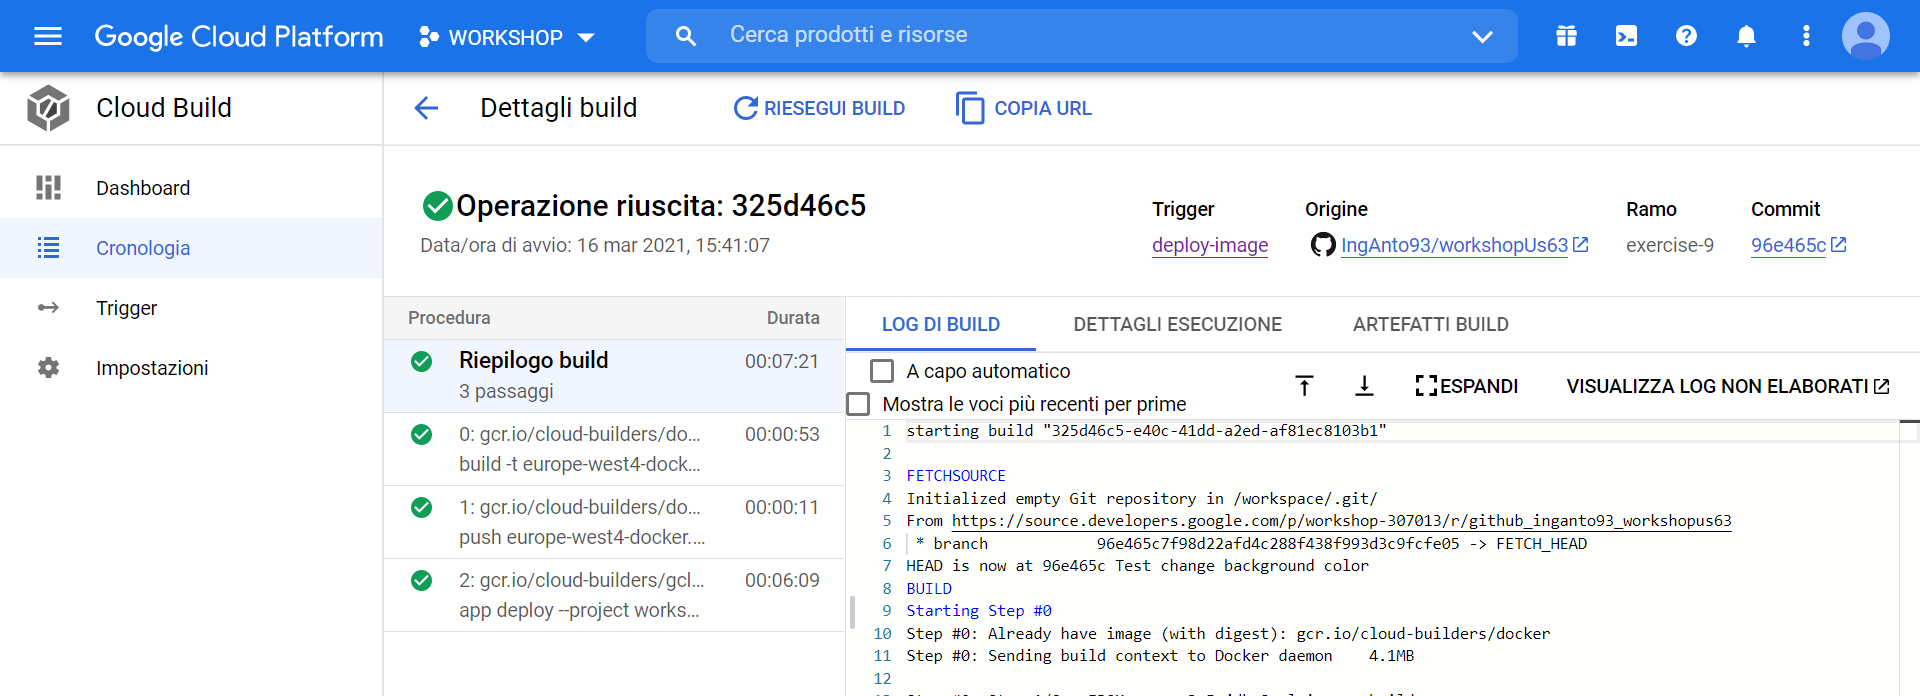 Google Cloud Platform
WORKSHOP
Cerca prodotti e risorse
Cloud Build
Dettagli build
RIESEGUI BUILD
COPIA URL
Dashboard
Cronologia
Trigger
Impostazioni
Operazione riuscita: 325d46c5
Data/ora di avvio: 16 mar 2021, 15:41:07
Trigger
deploy-image
Origine
IngAnto93/workshopUs63
Ramo
exercise-9
Commit
96e465c
Procedura Durata
Riepilogo build 00:07:21
3 passaggi
0: gcr.io/cloud-builders/do... 00:00:53
build -t europe-west4-dock...
1: gcr.io/cloud-builders/do... 00:00:11
push europe-west4-docker....
2: gcr.io/cloud-builders/gcl... 00:06:09
app deploy --project works...
LOG DI BUILD
DETTAGLI ESECUZIONE
ARTEFATTI BUILD
A capo automatico
Mostra le voci più recenti per prime
ESPANDI
VISUALIZZA LOG NON ELABORATI
1 starting build "325d46c5-e40c-41dd-a2ed-af81ec8103b1"
2
3 FETCHSOURCE
4 Initialized empty Git repository in /workspace/.git/
5 From https://source.developers.google.com/p/workshop-307013/r/github_inganto93_workshopus63
6 * branch 96e465c7f98d22afd4c288f438f993d3c9fcfe05 -> FETCH_HEAD
7 HEAD is now at 96e465c Test change background color
8 BUILD
9 Starting Step #0
10 Step #0: Already have image (with digest): gcr.io/cloud-builders/docker
11 Step #0: Sending build context to Docker daemon 4.1MB
12